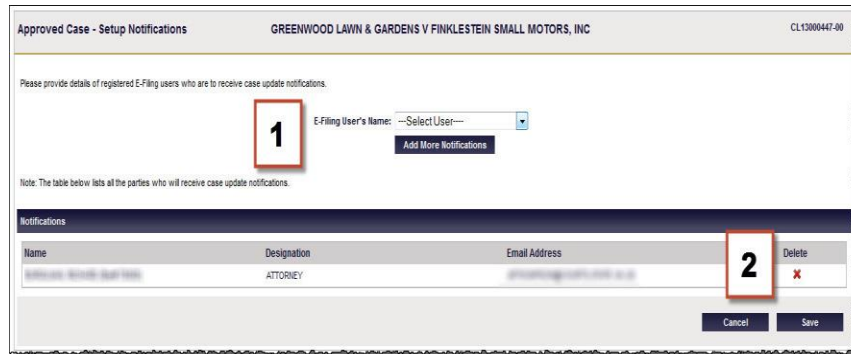 Approved Case - Setup Notifications GREENWOOD LAWN & GARDENS V FINKLESTEIN SMALL MOTORS, INC CL13000447-00
Please provide details of registered E-Filing users who are to receive case update notifications.
1
E-Filing User's Name: ---Select User----
Add More Notifications
Note: The table below lists all the parties who will receive case update notifications.
Notifications
Name Designation Email Address Delete
2
ATTORNEY
Cancel Save